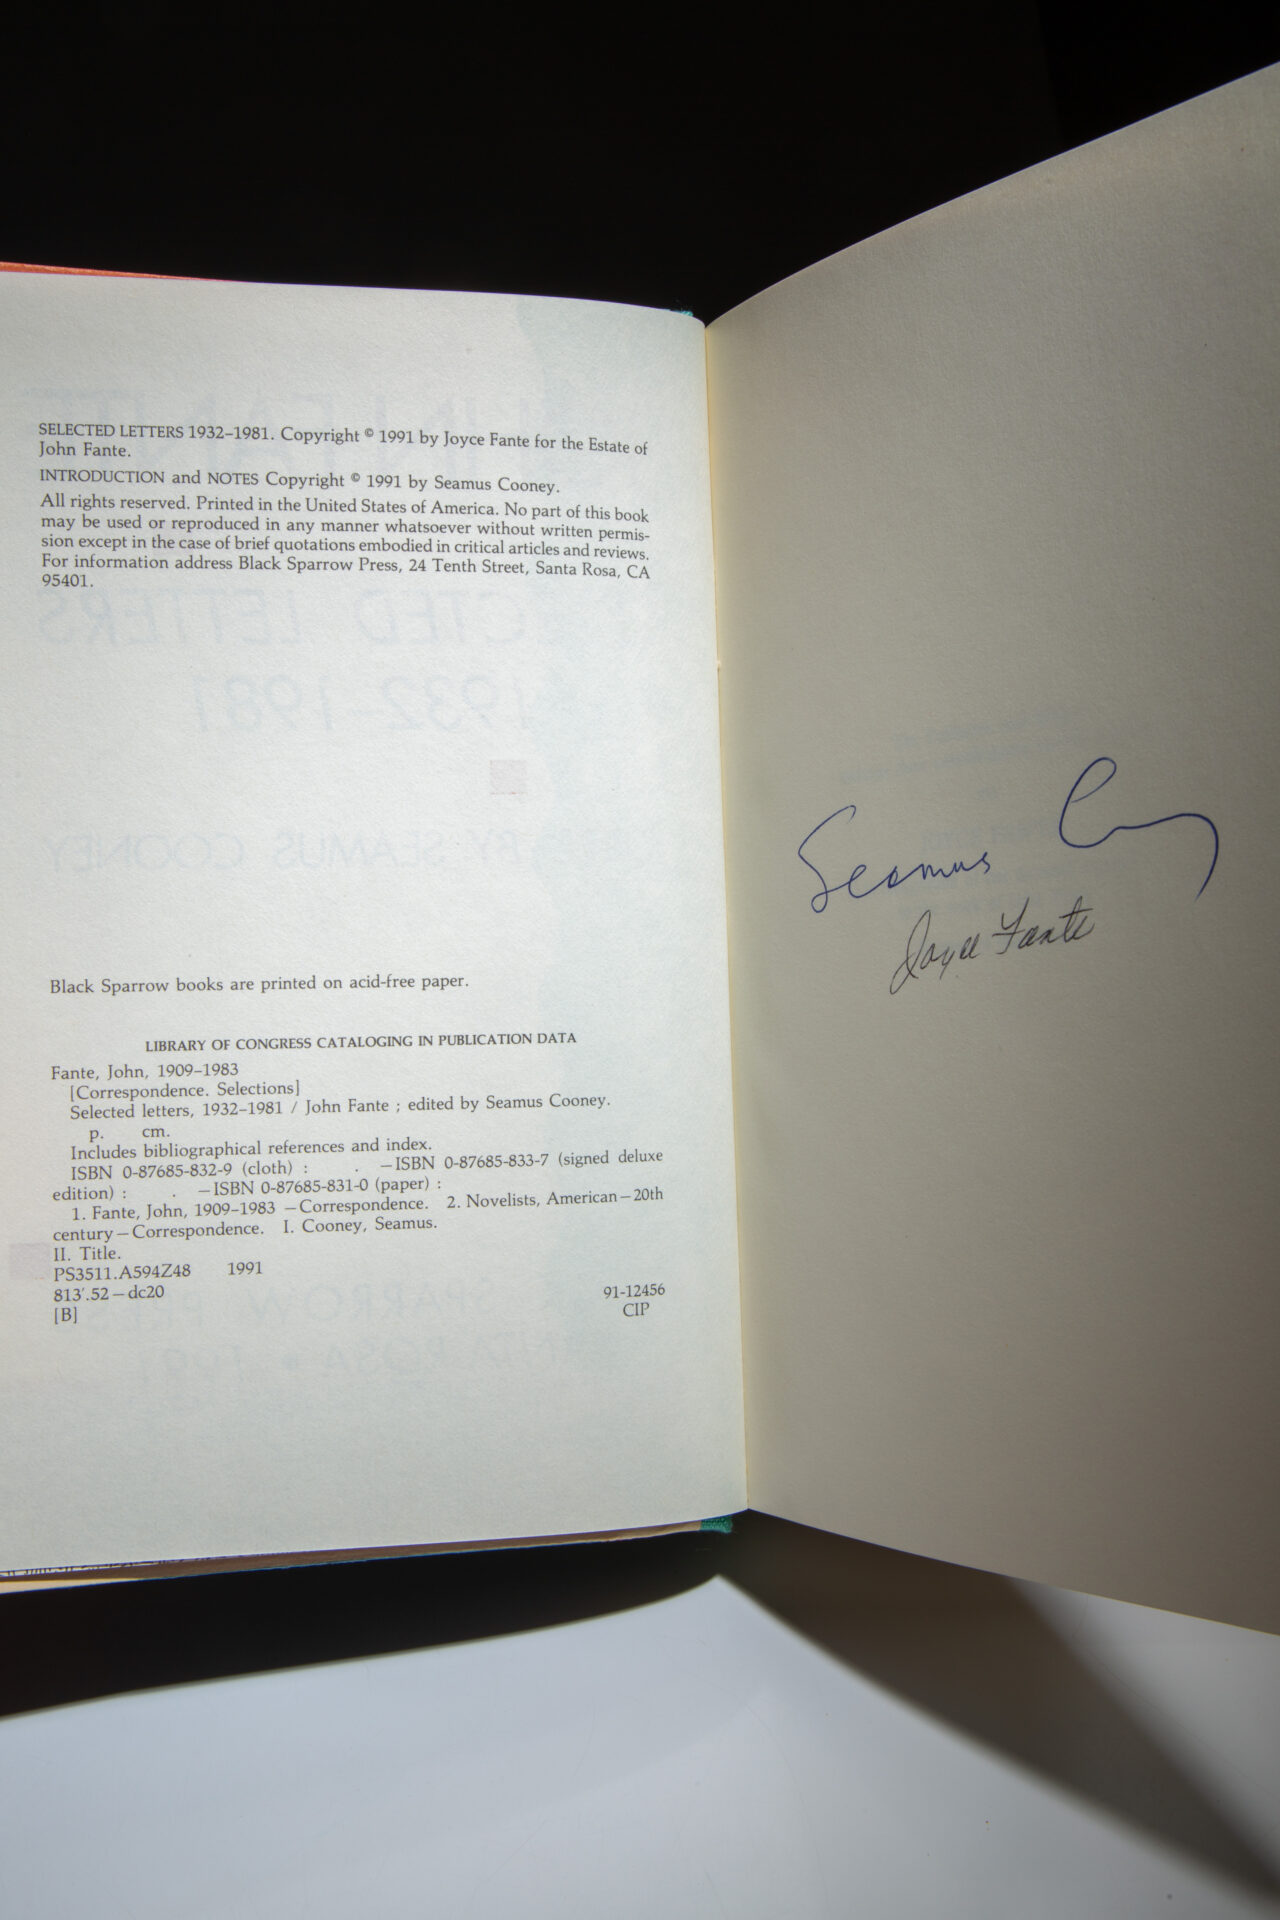 SELECTED LETTERS 1932–1981. Copyright © 1991 by Joyce Fante for the Estate of
John Fante.
INTRODUCTION and NOTES Copyright © 1991 by Seamus Cooney.
All rights reserved. Printed in the United States of America. No part of this book
may be used or reproduced in any manner whatsoever without written permis-
sion except in the case of brief quotations embodied in critical articles and reviews.
For information address Black Sparrow Press, 24 Tenth Street, Santa Rosa, CA
95401.
Black Sparrow books are printed on acid-free paper.
LIBRARY OF CONGRESS CATALOGING IN PUBLICATION DATA
Fante, John, 1909–1983
[Correspondence. Selections]
Selected letters, 1932–1981 / John Fante ; edited by Seamus Cooney.
p. cm.
Includes bibliographical references and index.
ISBN 0-87685-832-9 (cloth) : . —ISBN 0-87685-833-7 (signed deluxe
edition) : . —ISBN 0-87685-831-0 (paper) :
1. Fante, John, 1909–1983 —Correspondence. 2. Novelists, American—20th
century—Correspondence. I. Cooney, Seamus.
II. Title.
PS3511.A594Z48 1991
813'.52—dc20 91-12456
[B] CIP
Seamus Cooney
Joyce Fante